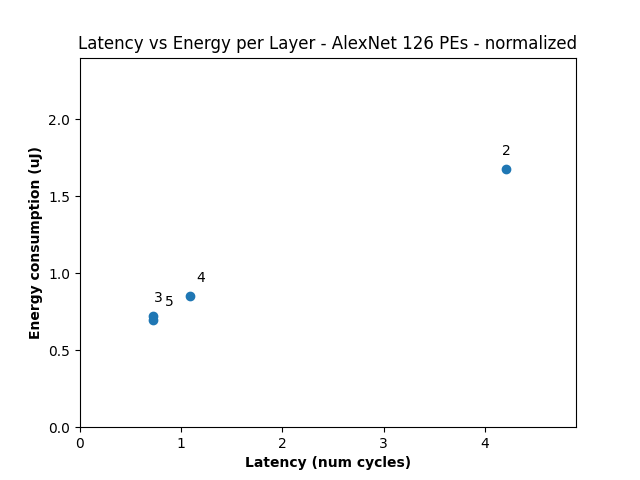 Latency vs Energy per Layer - AlexNet 126 PEs - normalized
Energy consumption (uJ)
2.0
1.5
1.0
0.5
0.0
2
4
3
5
0 1 2 3 4
Latency (num cycles)